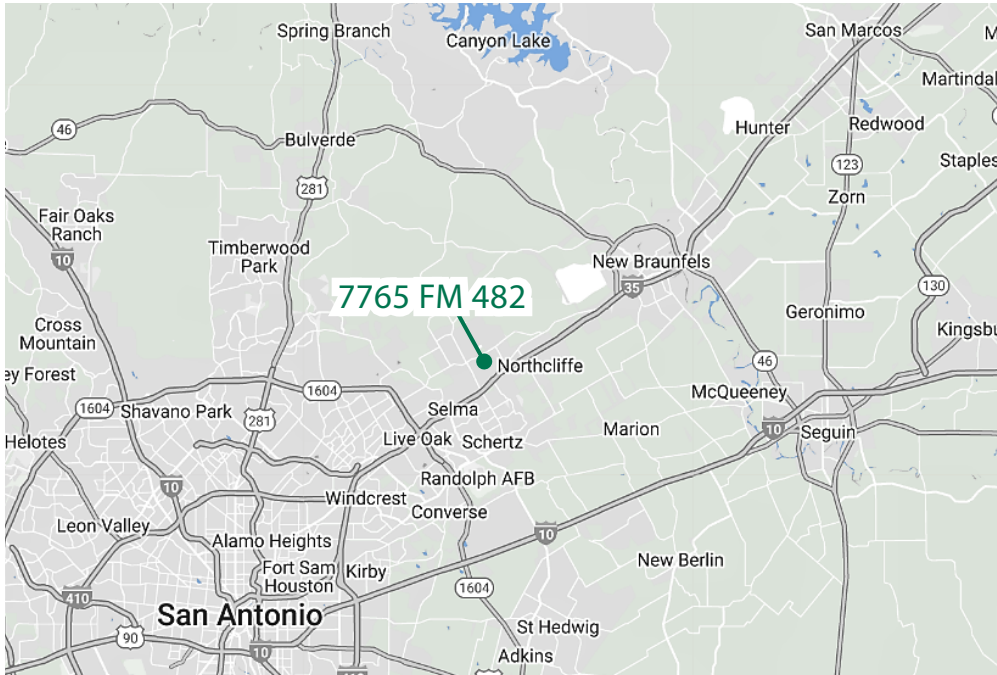 Spring Branch
Canyon Lake
San Marcos
Martindal
46
Hunter
Redwood
Bulverde
281
123
Staples
Zorn
Fair Oaks
Ranch
10
Timberwood
Park
New Braunfels
35
130
7765 FM 482
Geronimo
Cross
Mountain
Kingsbu
Northcliffe
46
ey Forest
1604
McQueeney
1604
Shavano Park
281
Selma
Helotes
Live Oak
Schertz
Marion
10
Seguin
Randolph AFB
10
Windcrest
Converse
Leon Valley
Alamo Heights
10
New Berlin
Fort Sam
Houston
Kirby
1604
410
San Antonio
90
10
St Hedwig
Adkins